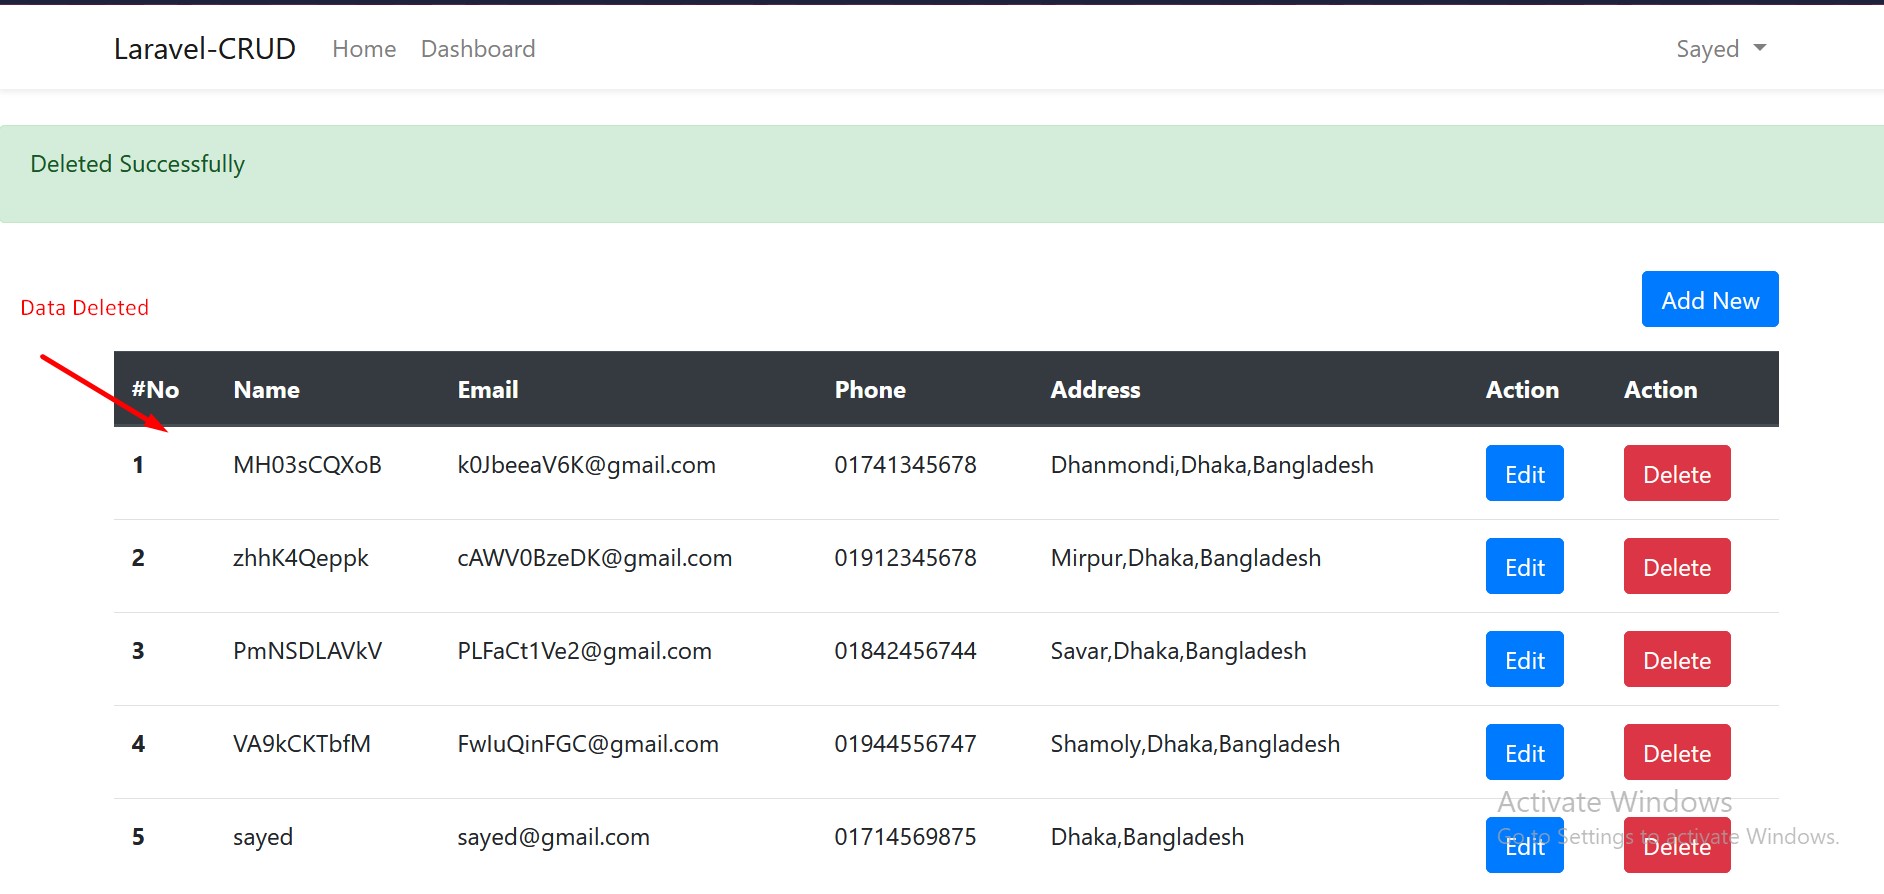 Laravel-CRUD Home Dashboard Sayed
Deleted Successfully
Data Deleted
Add New
#No Name Email Phone Address Action Action
1 MH03sCQXoB k0JbeeaV6K@gmail.com 01741345678 Dhanmondi,Dhaka,Bangladesh Edit Delete
2 zhhK4Qeppk cAWV0BzeDK@gmail.com 01912345678 Mirpur,Dhaka,Bangladesh Edit Delete
3 PmNSDLAVkV PLFaCt1Ve2@gmail.com 01842456744 Savar,Dhaka,Bangladesh Edit Delete
4 VA9kCKTbfM FwIuQinFGC@gmail.com 01944556747 Shamoly,Dhaka,Bangladesh Edit Delete
Activate Windows
Go to Settings to activate Windows.
5 sayed sayed@gmail.com 01714569875 Dhaka,Bangladesh Edit Delete